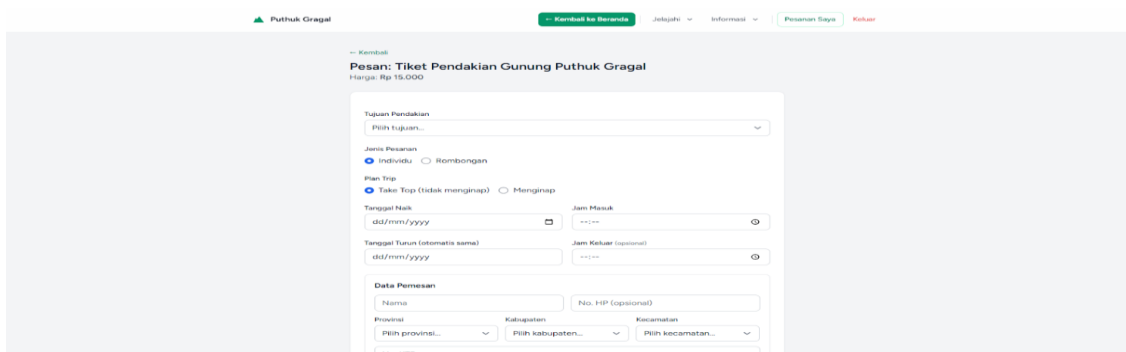 Puthuk Gragal
← Kembali ke Beranda
Jelajahi
Informasi
Pesanan Saya
Keluar
← Kembali
Pesan: Tiket Pendakian Gunung Puthuk Gragal
Harga: Rp 15.000
Tujuan Pendakian
Pilih tujuan...
Jenis Pesanan
Individu
Rombongan
Plan Trip
Take Top (tidak menginap)
Menginap
Tanggal Naik
Jam Masuk
dd/mm/yyyy
--:--
Tanggal Turun (otomatis sama)
Jam Keluar (opsional)
dd/mm/yyyy
--:--
Data Pemesan
Nama
No. HP (opsional)
Provinsi
Kabupaten
Kecamatan
Pilih provinsi...
Pilih kabupaten...
Pilih kecamatan...